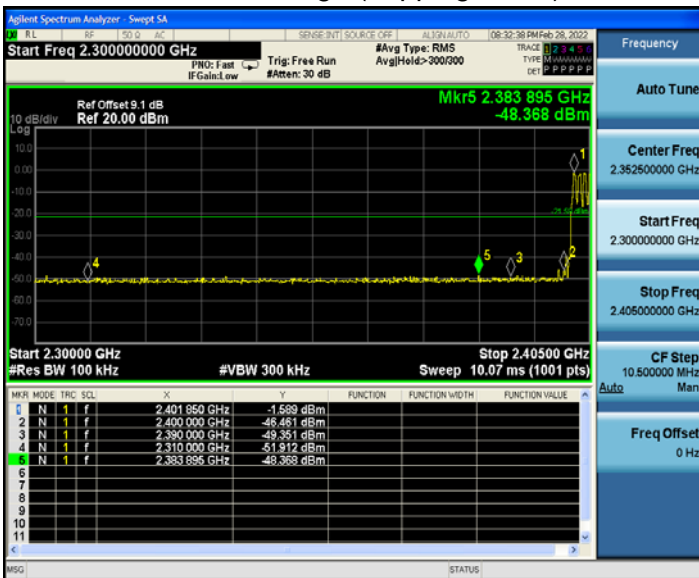 Agilent Spectrum Analyzer - Swept SA
RL RF 50 Ω AC SENSE:INT SOURCE OFF ALIGN AUTO 08:32:38 PM Feb 28, 2022
Start Freq 2.300000000 GHz
PNO: Fast
IFGain:Low
Trig: Free Run
#Atten: 30 dB
#Avg Type: RMS
Avg|Hold:>300/300
TRACE 1 2 3 4 5 6
TYPE
DET P P P P P P
Ref Offset 9.1 dB
10 dB/div Ref 20.00 dBm
Log
Mkr5 2.383 895 GHz
-48.368 dBm
10.0
0.00
-10.0
-20.0
-30.0
-40.0
-50.0
-60.0
-70.0
1
2
3
4
5
Start 2.30000 GHz Stop 2.40500 GHz
#Res BW 100 kHz #VBW 300 kHz Sweep 10.07 ms (1001 pts)
MKR MODE TRC SCL X Y FUNCTION FUNCTION WIDTH FUNCTION VALUE
1 N 1 f 2.401 850 GHz -1.589 dBm
2 N 1 f 2.400 000 GHz -46.461 dBm
3 N 1 f 2.390 000 GHz -49.351 dBm
4 N 1 f 2.310 000 GHz -51.912 dBm
5 N 1 f 2.383 895 GHz -48.368 dBm
6
7
8
9
10
11
MSG STATUS
Frequency
Auto Tune
Center Freq
2.352500000 GHz
Start Freq
2.300000000 GHz
Stop Freq
2.405000000 GHz
CF Step
10.500000 MHz
Auto Man
Freq Offset
0 Hz